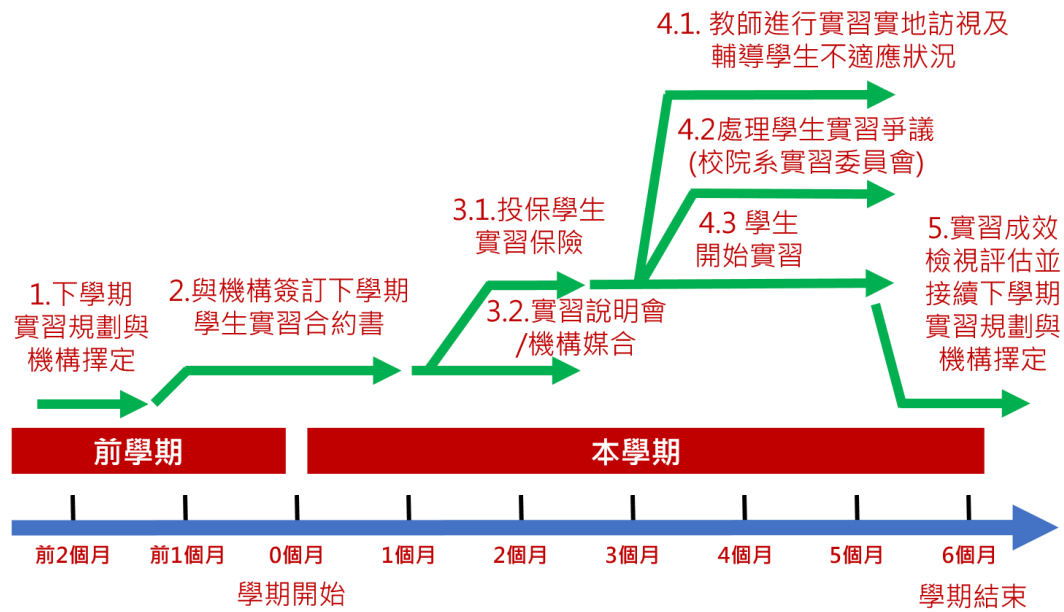 4.1. 教師進行實習實地訪視及
輔導學生不適應狀況
4.2處理學生實習爭議
(校院系實習委員會)
3.1.投保學生
實習保險
4.3 學生
開始實習
5.實習成效
檢視評估並
接續下學期
實習規劃與
機構擇定
1.下學期
實習規劃與
機構擇定
2.與機構簽訂下學期
學生實習合約書
3.2.實習說明會
/機構媒合
前學期
本學期
前2個月
前1個月
0個月
1個月
2個月
3個月
4個月
5個月
6個月
學期開始
學期結束